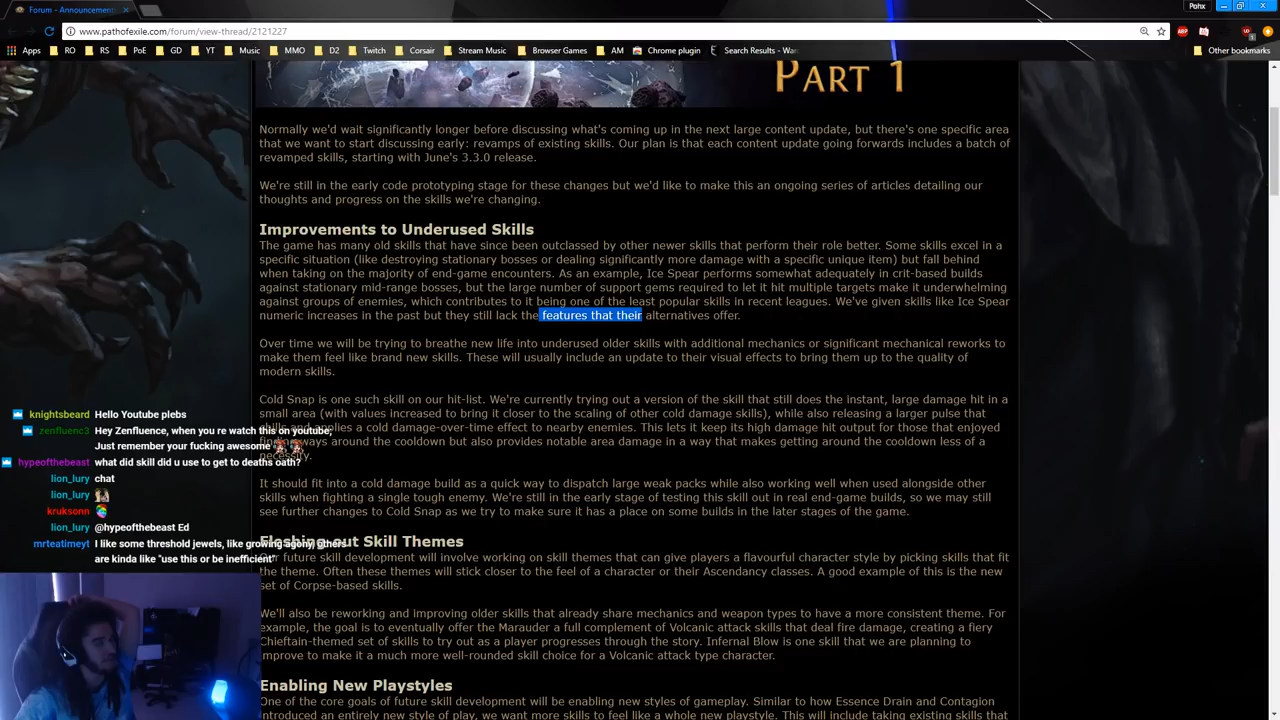 Forum - Announcements
Pohx
www.pathofexile.com/forum/view-thread/2121227
Apps RO RS PoE GD YT Music MMO D2 Twitch Corsair Stream Music Browser Games AM Chrome plugin Search Results - War Other bookmarks
PART 1
Normally we'd wait significantly longer before discussing what's coming up in the next large content update, but there's one specific area
that we want to start discussing early: revamps of existing skills. Our plan is that each content update going forwards includes a batch of
revamped skills, starting with June's 3.3.0 release.
We're still in the early code prototyping stage for these changes but we'd like to make this an ongoing series of articles detailing our
thoughts and progress on the skills we're changing.
Improvements to Underused Skills
The game has many old skills that have since been outclassed by other newer skills that perform their role better. Some skills excel in a
specific situation (like destroying stationary bosses or dealing significantly more damage with a specific unique item) but fall behind
when taking on the majority of end-game encounters. As an example, Ice Spear performs somewhat adequately in crit-based builds
against stationary mid-range bosses, but the large number of support gems required to let it hit multiple targets make it underwhelming
against groups of enemies, which contributes to it being one of the least popular skills in recent leagues. We've given skills like Ice Spear
numeric increases in the past but they still lack the features that their alternatives offer.
Over time we will be trying to breathe new life into underused older skills with additional mechanics or significant mechanical reworks to
make them feel like brand new skills. These will usually include an update to their visual effects to bring them up to the quality of
modern skills.
Cold Snap is one such skill on our hit-list. We're currently trying out a version of the skill that still does the instant, large damage hit in a
small area (with values increased to bring it closer to the scaling of other cold damage skills), while also releasing a larger pulse that
chills and applies a cold damage-over-time effect to nearby enemies. This lets it keep its high damage hit output for those that enjoyed
finding ways around the cooldown but also provides notable area damage in a way that makes getting around the cooldown less of a
necessity.
It should fit into a cold damage build as a quick way to dispatch large weak packs while also working well when used alongside other
skills when fighting a single tough enemy. We're still in the early stage of testing this skill out in real end-game builds, so we may still
see further changes to Cold Snap as we try to make sure it has a place on some builds in the later stages of the game.
Fleshing out Skill Themes
Our future skill development will involve working on skill themes that can give players a flavourful character style by picking skills that fit
the theme. Often these themes will stick closer to the feel of a character or their Ascendancy classes. A good example of this is the new
set of Corpse-based skills.
We'll also be reworking and improving older skills that already share mechanics and weapon types to have a more consistent theme. For
example, the goal is to eventually offer the Marauder a full complement of Volcanic attack skills that deal fire damage, creating a fiery
Chieftain-themed set of skills to try out as a player progresses through the story. Infernal Blow is one skill that we are planning to
improve to make it a much more well-rounded skill choice for a Volcanic attack type character.
Enabling New Playstyles
One of the core goals of future skill development will be enabling new styles of gameplay. Similar to how Essence Drain and Contagion
introduced an entirely new style of play, we want more skills to feel like a whole new playstyle. This will include taking existing skills that
knightsbeard Hello Youtube plebs
zenfluenc3 Hey Zenfluence, when you re watch this on youtube,
Just remember your fucking awesome
hypeofthebeast what did skill did u use to get to deaths oath?
lion_lury chat
lion_lury
kruksonn
lion_lury @hypeofthebeast Ed
mrteatimeyt I like some threshold jewels, like growing agony, others
are kinda like "use this or be inefficient"